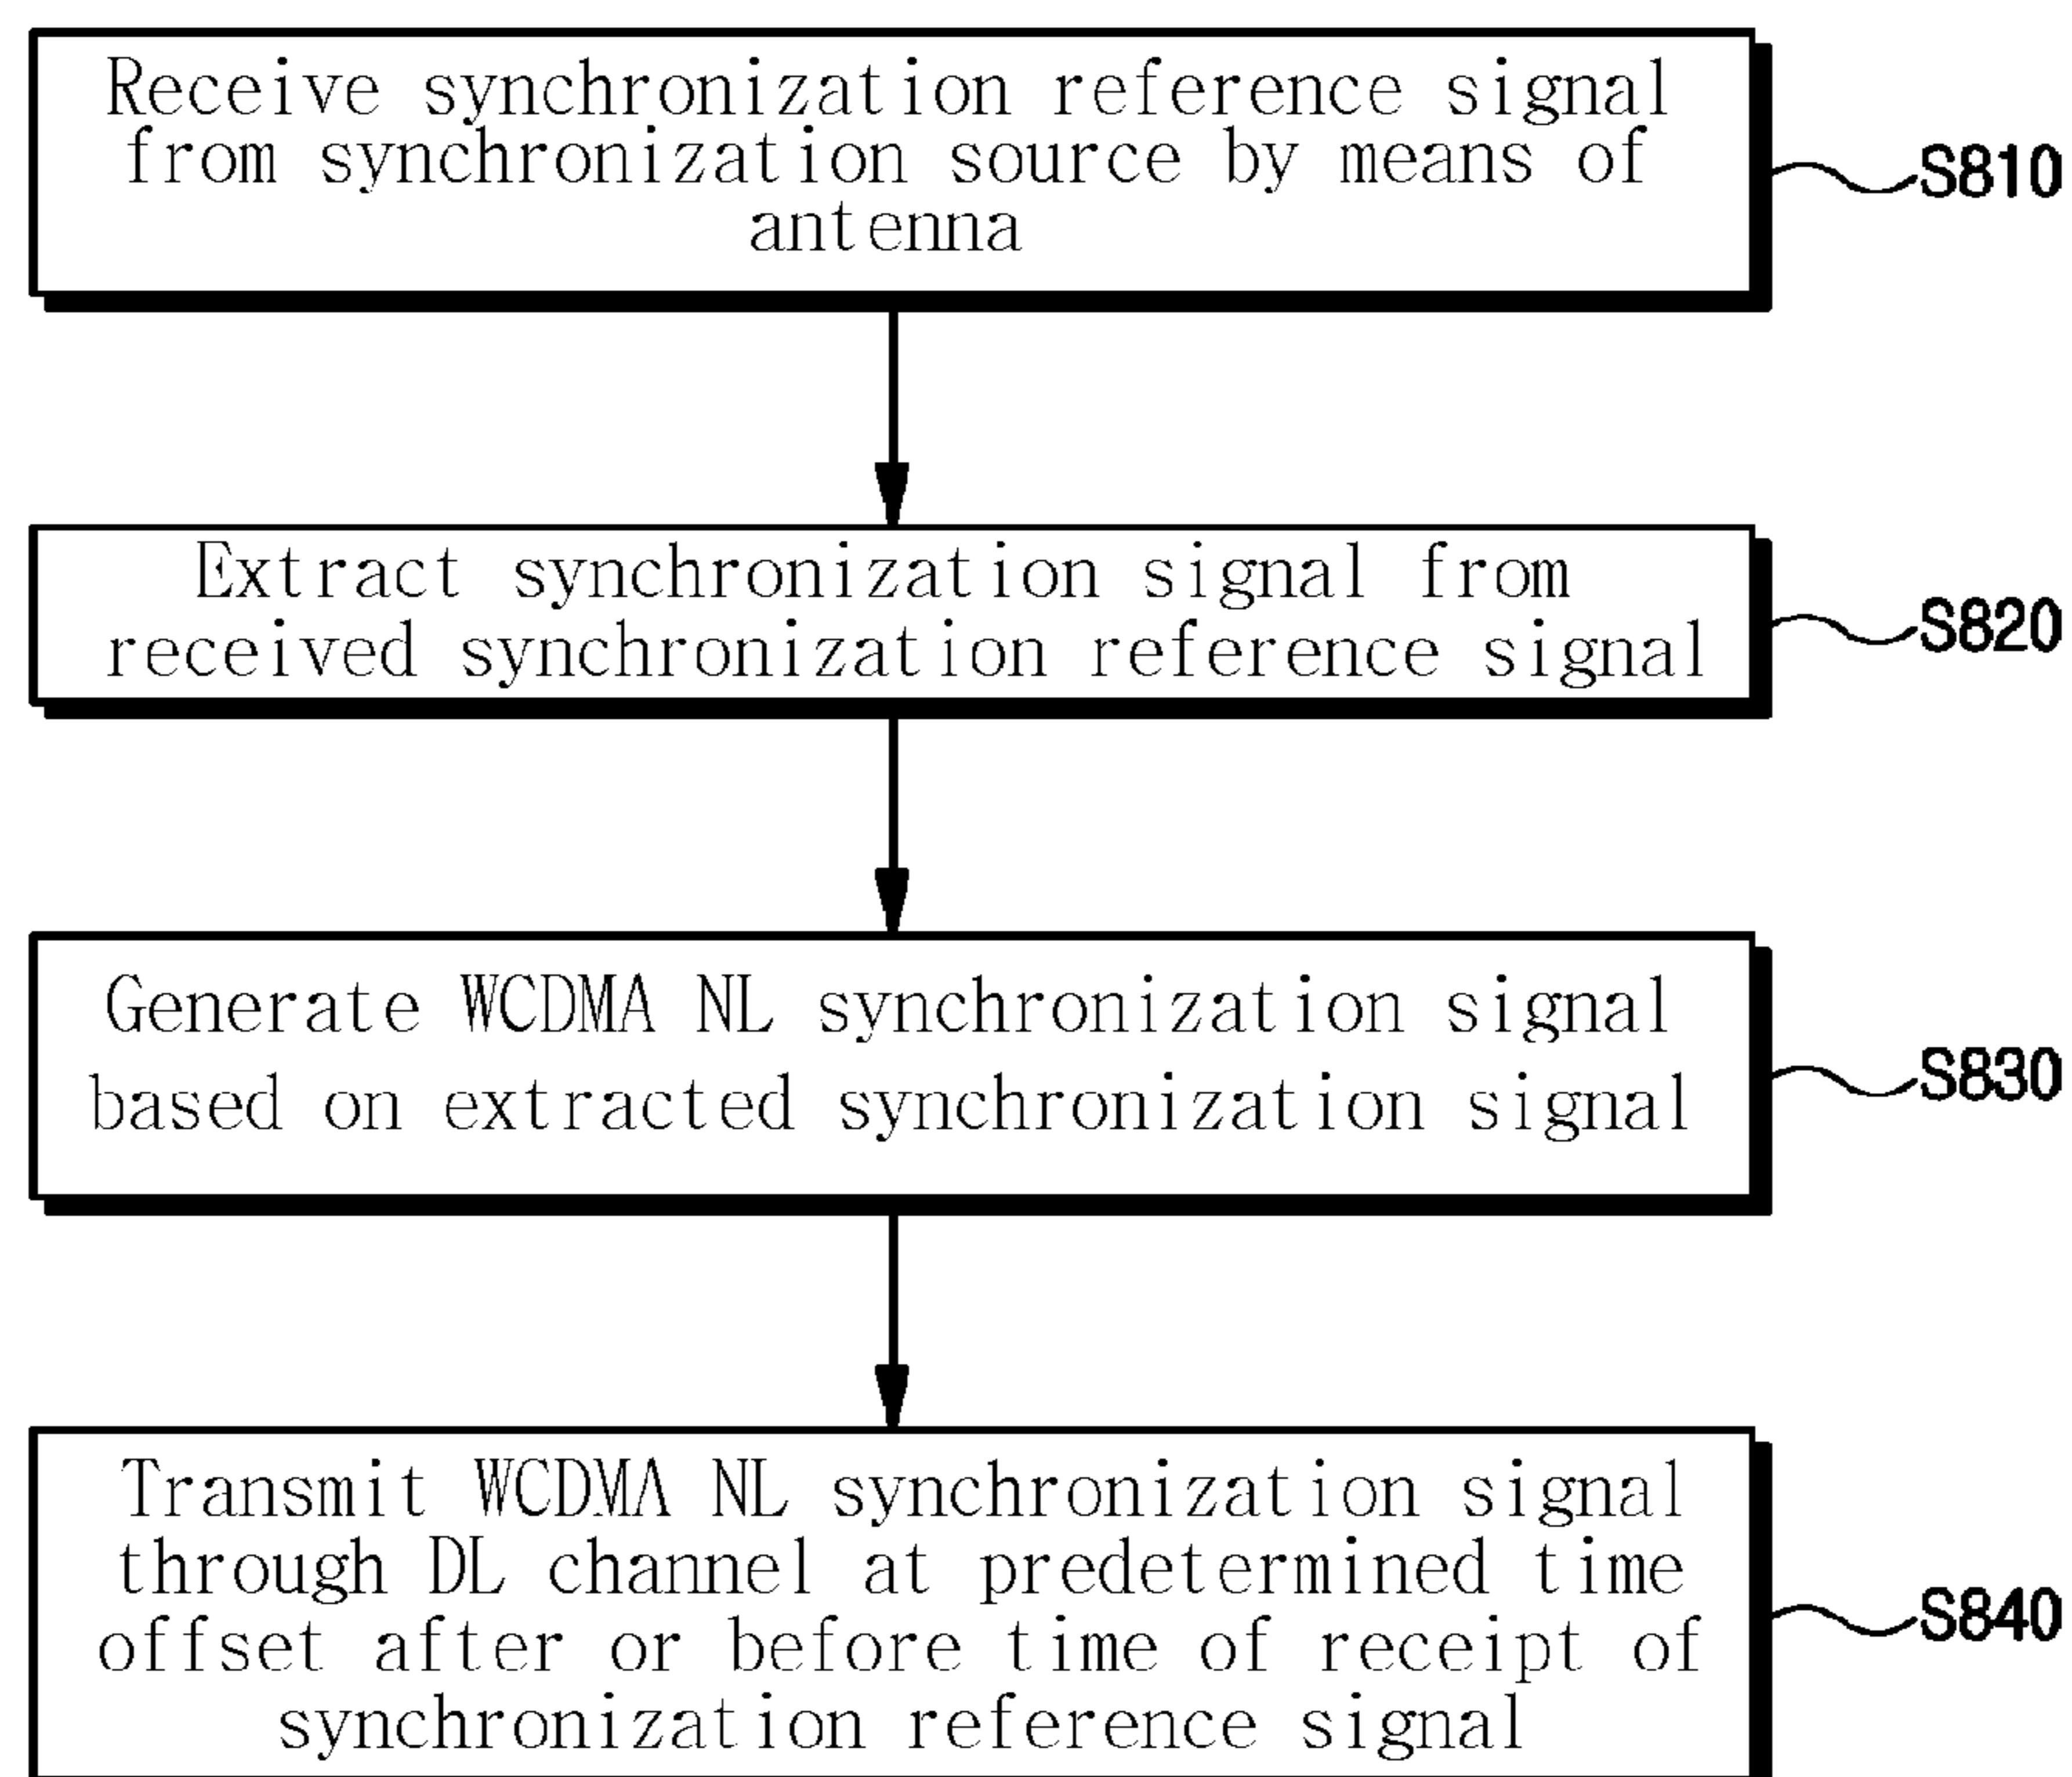 Receive synchronization reference signal
from synchronization source by means of
antenna
S810
Extract synchronization signal from
received synchronization reference signal
S820
Generate WCDMA NL synchronization signal
based on extracted synchronization signal
S830
Transmit WCDMA NL synchronization signal
through DL channel at predetermined time
offset after or before time of receipt of
synchronization reference signal
S840